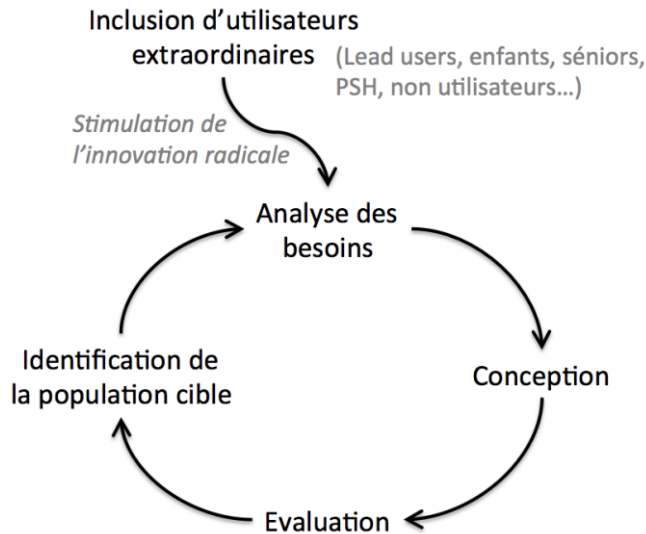 Inclusion d’utilisateurs
extraordinaires
(Lead users, enfants, séniors,
PSH, non utilisateurs…)
Stimulation de
l’innovation radicale
Analyse des
besoins
Identification de
la population cible
Conception
Evaluation